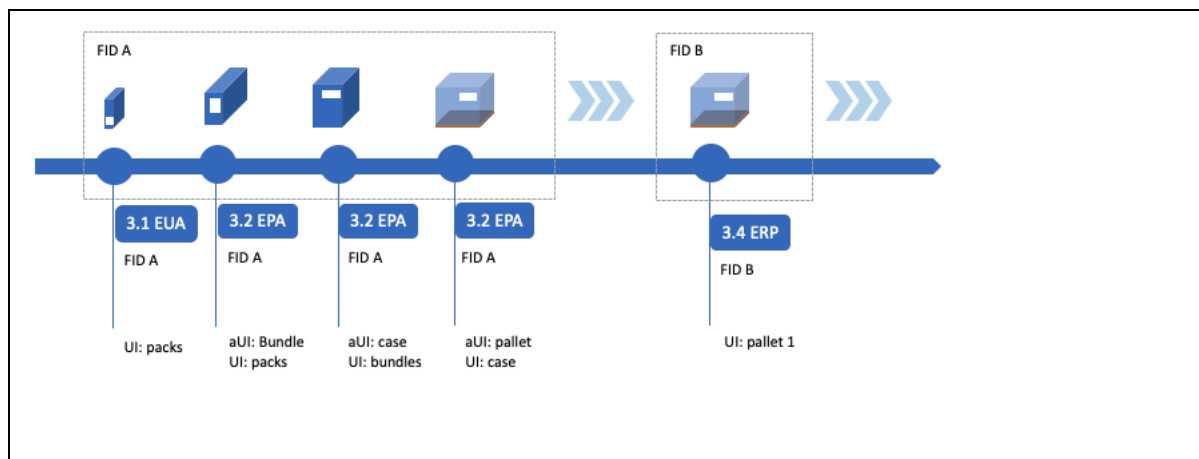 FID A
FID B
3.1 EUA
3.2 EPA
3.2 EPA
3.2 EPA
3.4 ERP
FID A
FID A
FID A
FID A
FID B
UI: packs
aUI: Bundle
UI: packs
aUI: case
UI: bundles
aUI: pallet
UI: case
UI: pallet 1